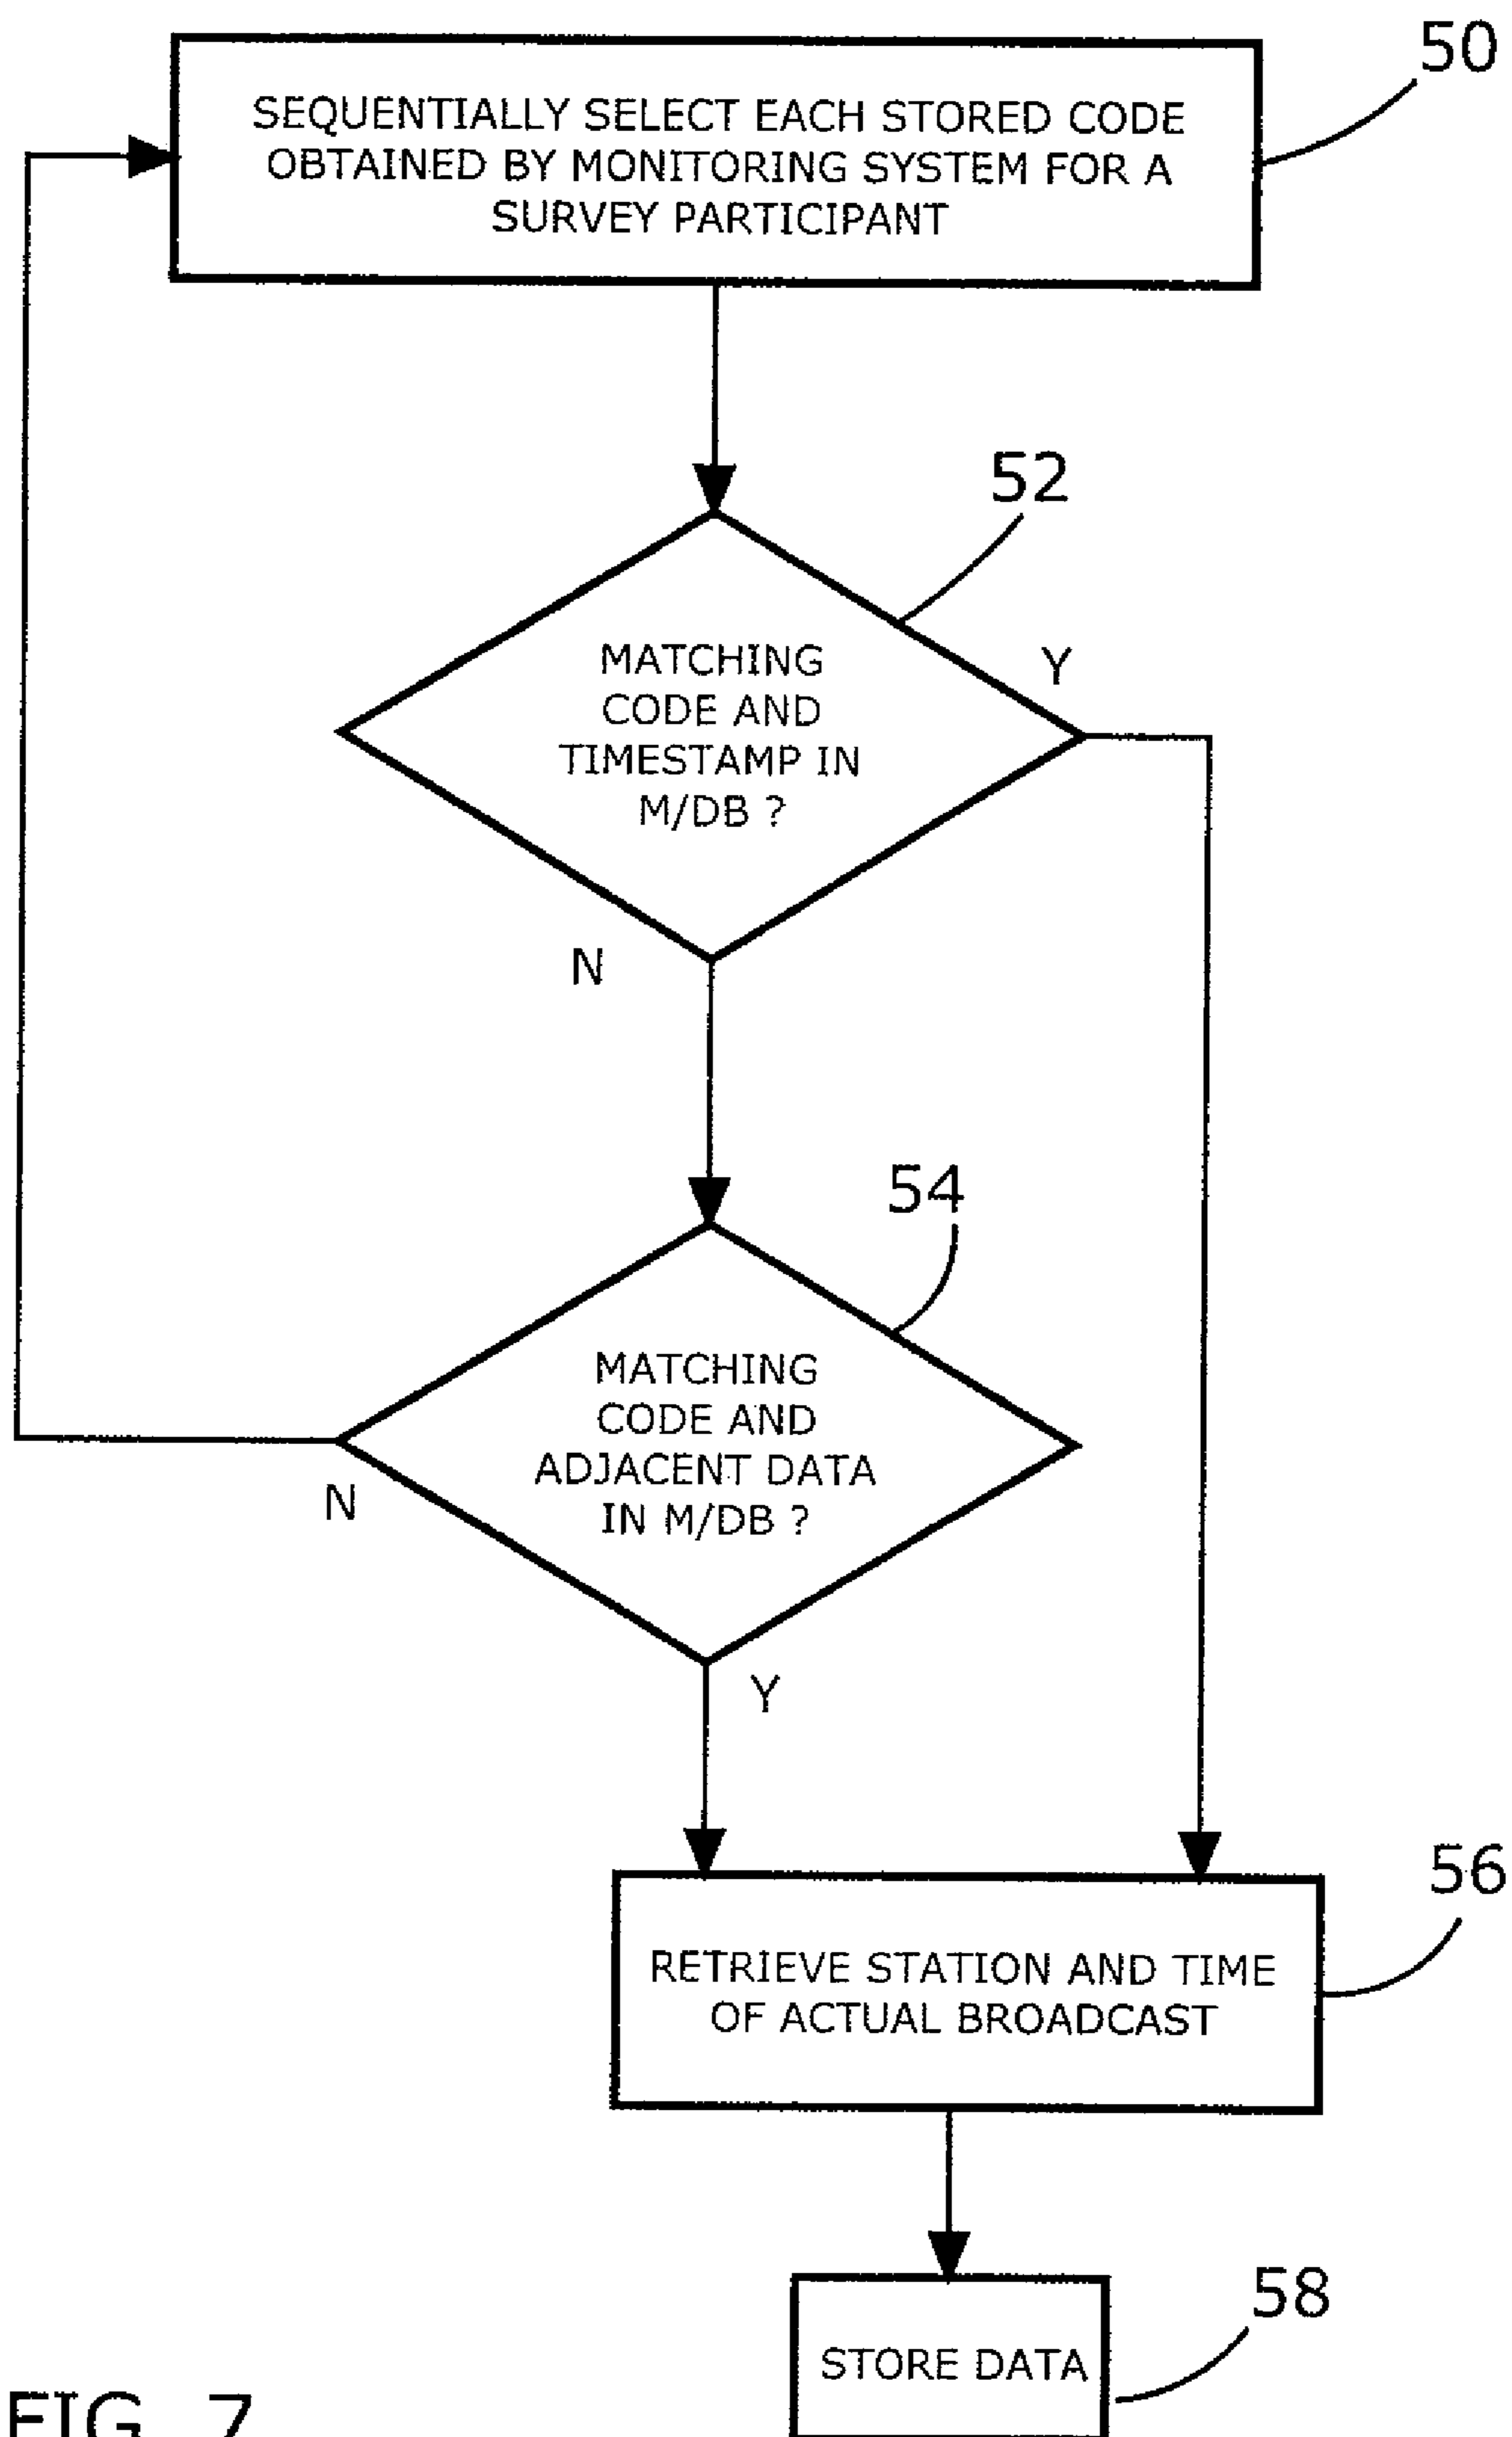 50
SEQUENTIALLY SELECT EACH STORED CODE
OBTAINED BY MONITORING SYSTEM FOR A
SURVEY PARTICIPANT
52
Y
MATCHING
CODE AND
TIMESTAMP IN
M/DB ?
N
54
MATCHING
CODE AND
ADJACENT DATA
IN M/DB ?
N
Y
56
RETRIEVE STATION AND TIME
OF ACTUAL BROADCAST
58
STORE DATA
FIG. 7